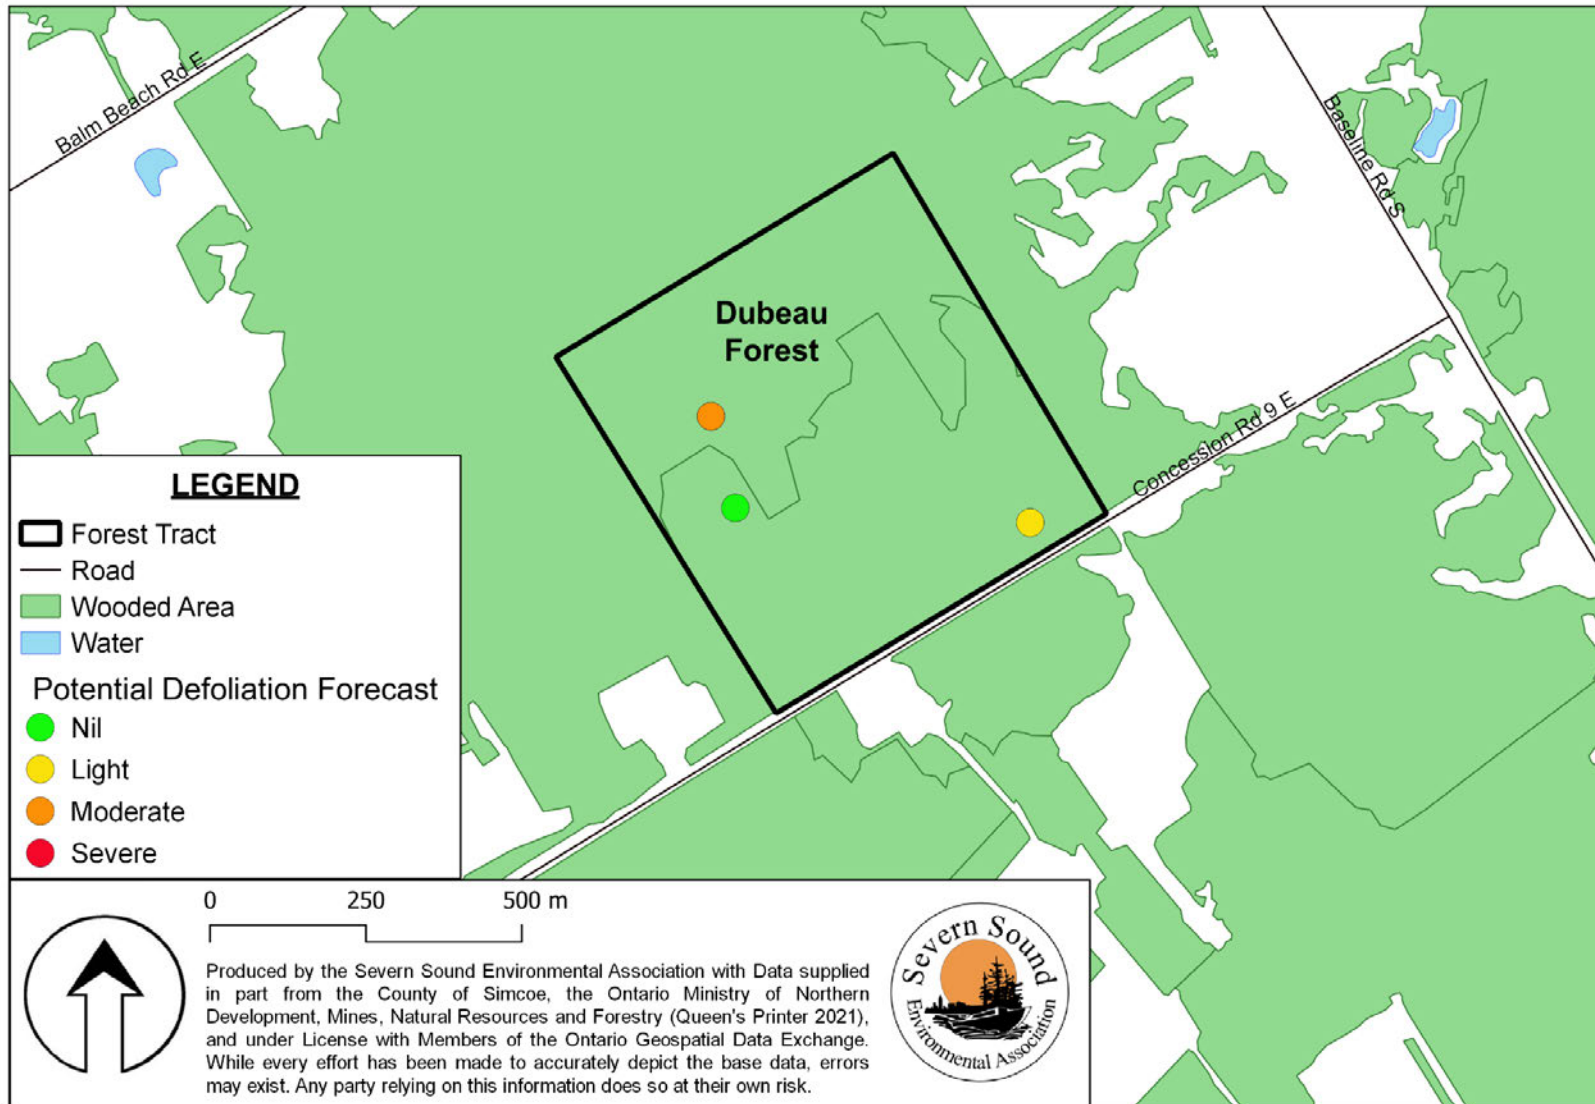 Balm Beach Rd E
Baseline Rd S
Dubeau
Forest
Concession Rd 9 E
LEGEND
Forest Tract
Road
Wooded Area
Water
Potential Defoliation Forecast
Nil
Light
Moderate
Severe
0 250 500 m
Produced by the Severn Sound Environmental Association with Data supplied
in part from the County of Simcoe, the Ontario Ministry of Northern
Development, Mines, Natural Resources and Forestry (Queen's Printer 2021),
and under License with Members of the Ontario Geospatial Data Exchange.
While every effort has been made to accurately depict the base data, errors
may exist. Any party relying on this information does so at their own risk.
Severn Sound
Environmental Association